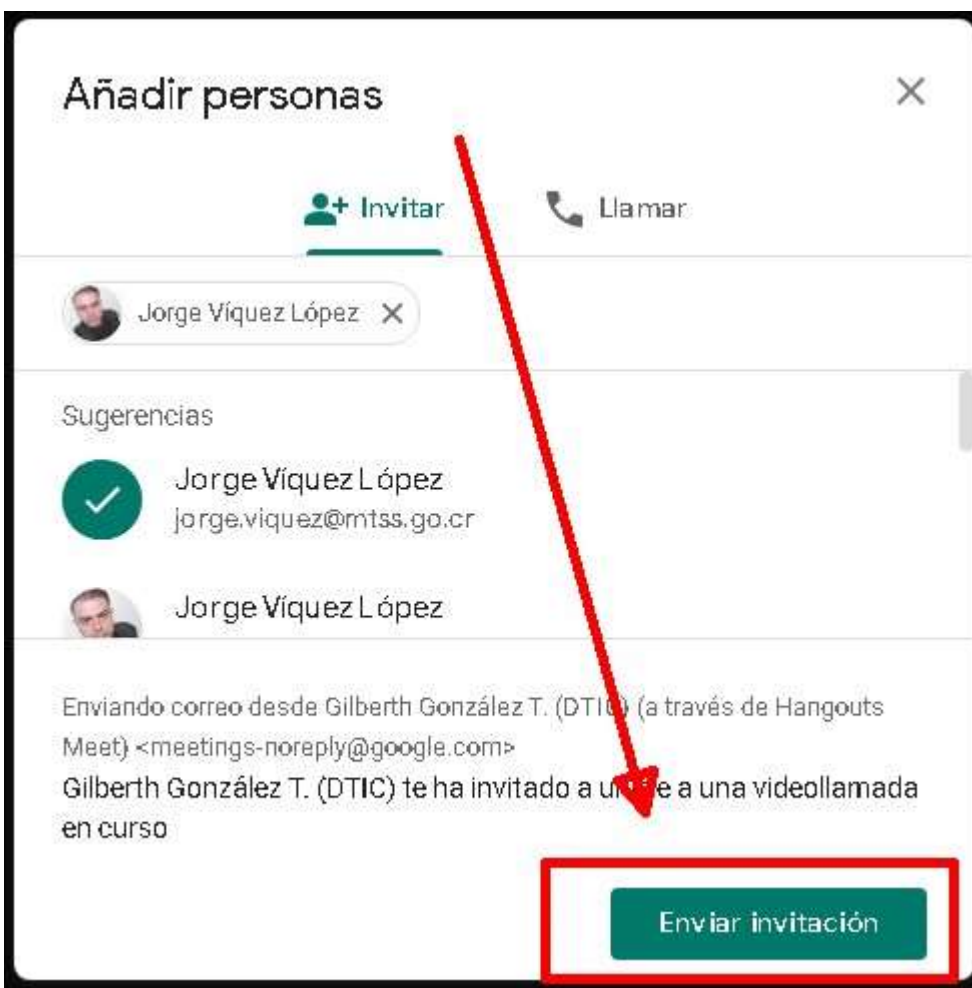 Añadir personas
Invitar
Llamar
Jorge Víquez López
Sugerencias
Jorge Víquez López
jorge.viquez@mtss.go.cr
Jorge Víquez López
Enviando correo desde Gilberth González T. (DTIC) (a través de Hangouts
Meet) <meetings-noreply@google.com>
Gilberth González T. (DTIC) te ha invitado a a una videollamada
en curso
Enviar invitación